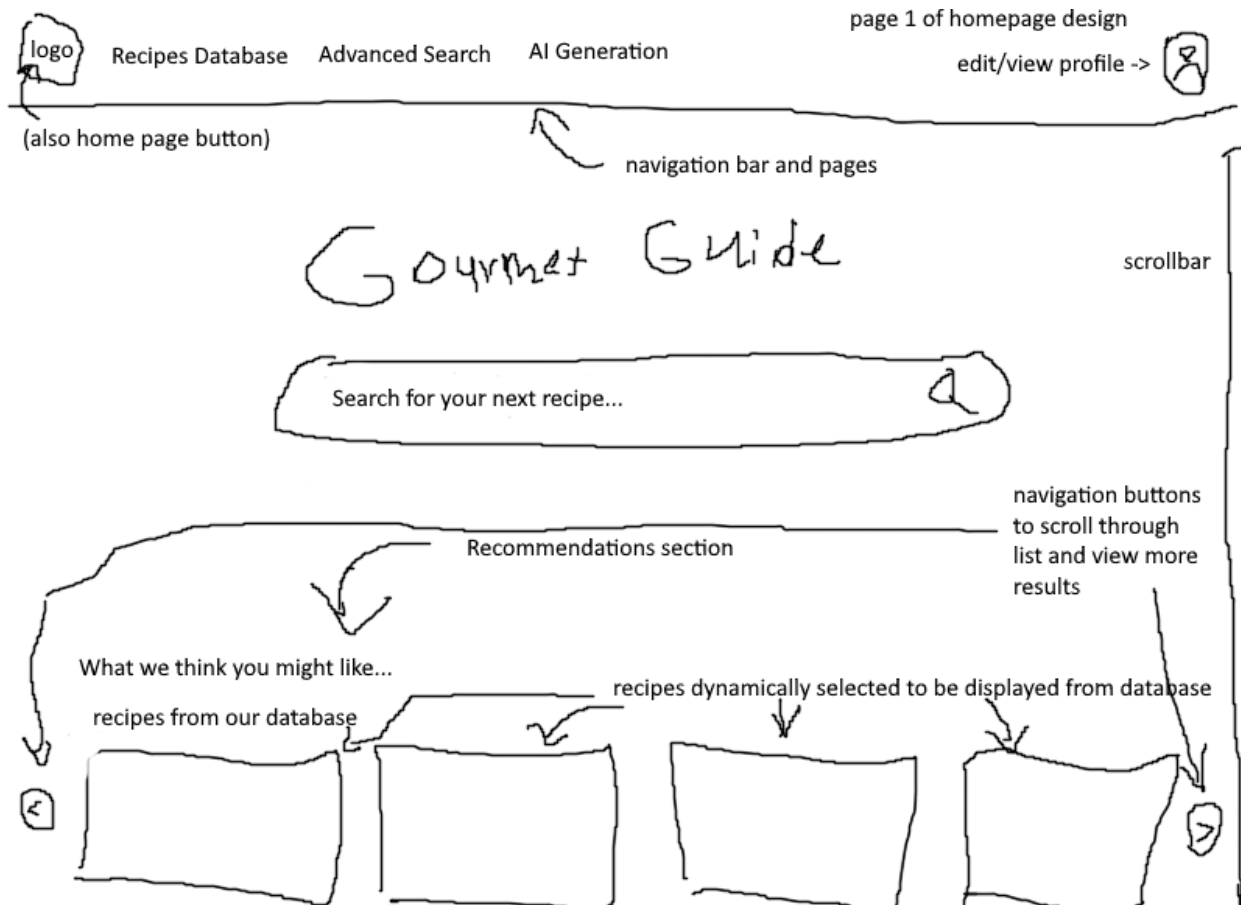 page 1 of homepage design
logo
Recipes Database
Advanced Search
AI Generation
edit/view profile ->
(also home page button)
navigation bar and pages
Gourmet Guide
scrollbar
Search for your next recipe...
navigation buttons
to scroll through
list and view more
results
Recommendations section
What we think you might like...
recipes dynamically selected to be displayed from database
recipes from our database
<
>